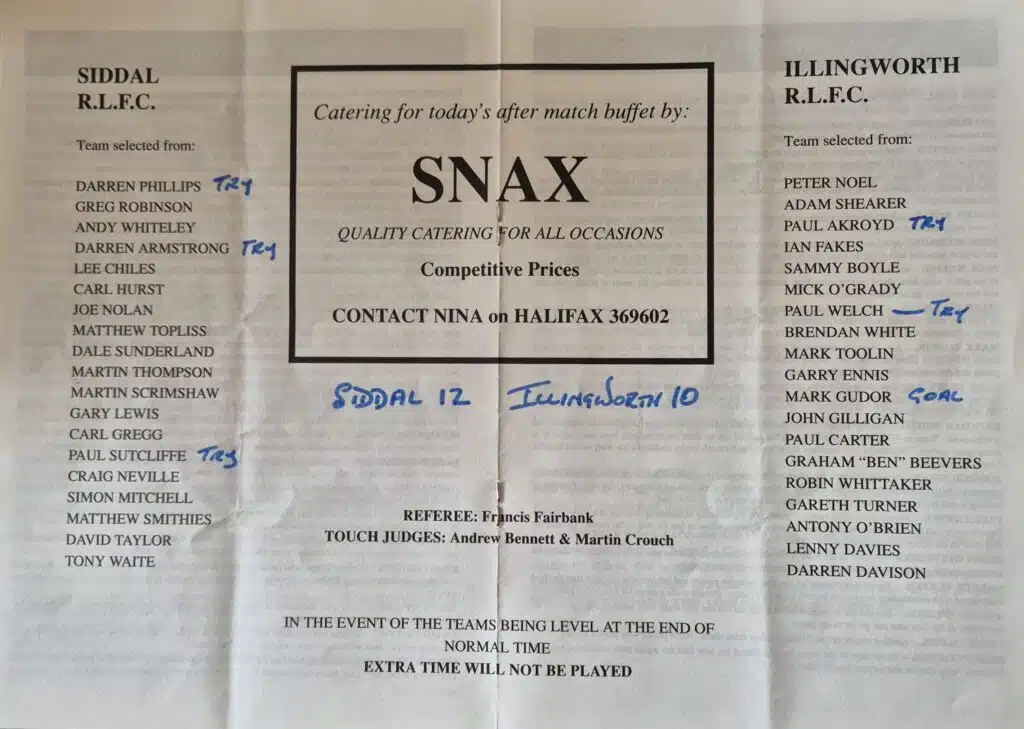 SIDDAL
R.L.F.C.
Team selected from:
DARREN PHILLIPS Try
GREG ROBINSON
ANDY WHITELEY
DARREN ARMSTRONG Try
LEE CHILES
CARL HURST
JOE NOLAN
MATTHEW TOPLISS
DALE SUNDERLAND
MARTIN THOMPSON
MARTIN SCRIMSHAW
GARY LEWIS
CARL GREGG
PAUL SUTCLIFFE Try
CRAIG NEVILLE
SIMON MITCHELL
MATTHEW SMITHIES
DAVID TAYLOR
TONY WAITE
Catering for today's after match buffet by:
SNAX
QUALITY CATERING FOR ALL OCCASIONS
Competitive Prices
CONTACT NINA on HALIFAX 369602
SIDDAL 12 ILLINGWORTH 10
REFEREE: Francis Fairbank
TOUCH JUDGES: Andrew Bennett & Martin Crouch
IN THE EVENT OF THE TEAMS BEING LEVEL AT THE END OF
NORMAL TIME
EXTRA TIME WILL NOT BE PLAYED
ILLINGWORTH
R.L.F.C.
Team selected from:
PETER NOEL
ADAM SHEARER
PAUL AKROYD Try
IAN FAKES
SAMMY BOYLE
MICK O'GRADY
PAUL WELCH — Try
BRENDAN WHITE
MARK TOOLIN
GARRY ENNIS
MARK GUDOR GOAL
JOHN GILLIGAN
PAUL CARTER
GRAHAM "BEN" BEEVERS
ROBIN WHITTAKER
GARETH TURNER
ANTONY O'BRIEN
LENNY DAVIES
DARREN DAVISON